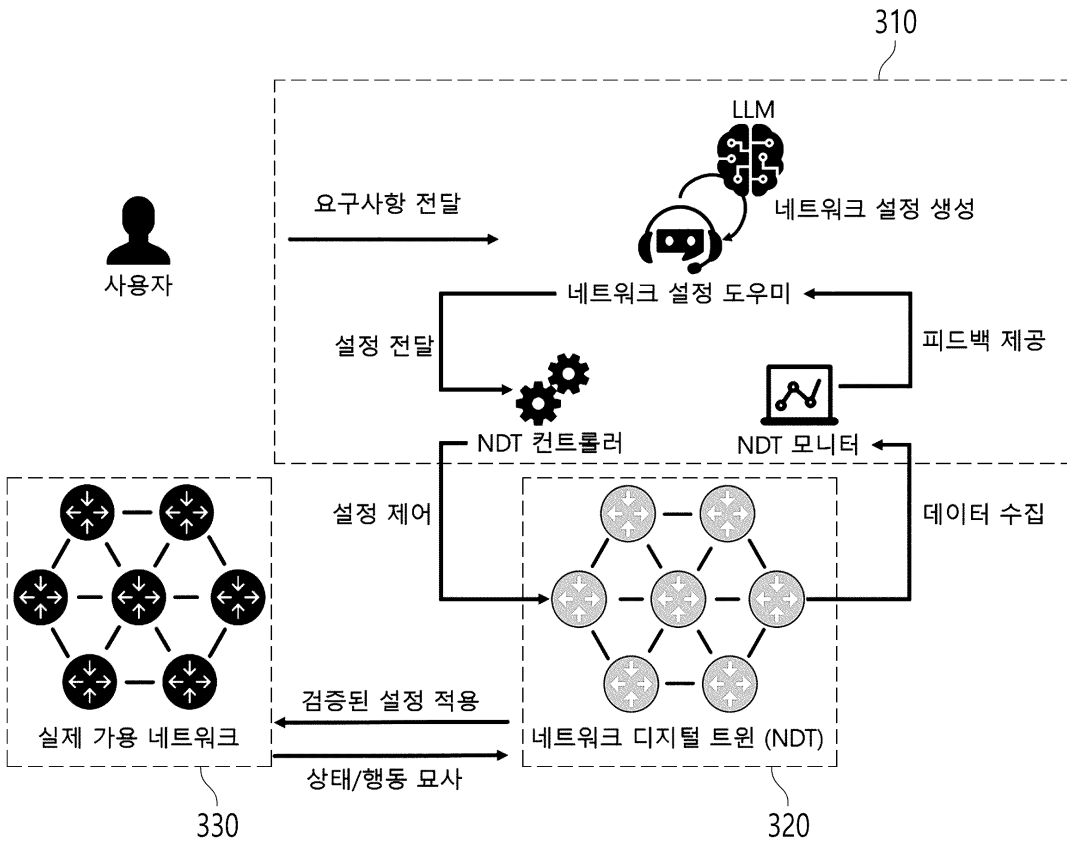 310
LLM
요구사항 전달
네트워크 설정 생성
사용자
네트워크 설정 도우미
설정 전달
피드백 제공
NDT 컨트롤러
NDT 모니터
설정 제어
데이터 수집
검증된 설정 적용
실제 가용 네트워크
네트워크 디지털 트윈 (NDT)
상태/행동 묘사
330
320